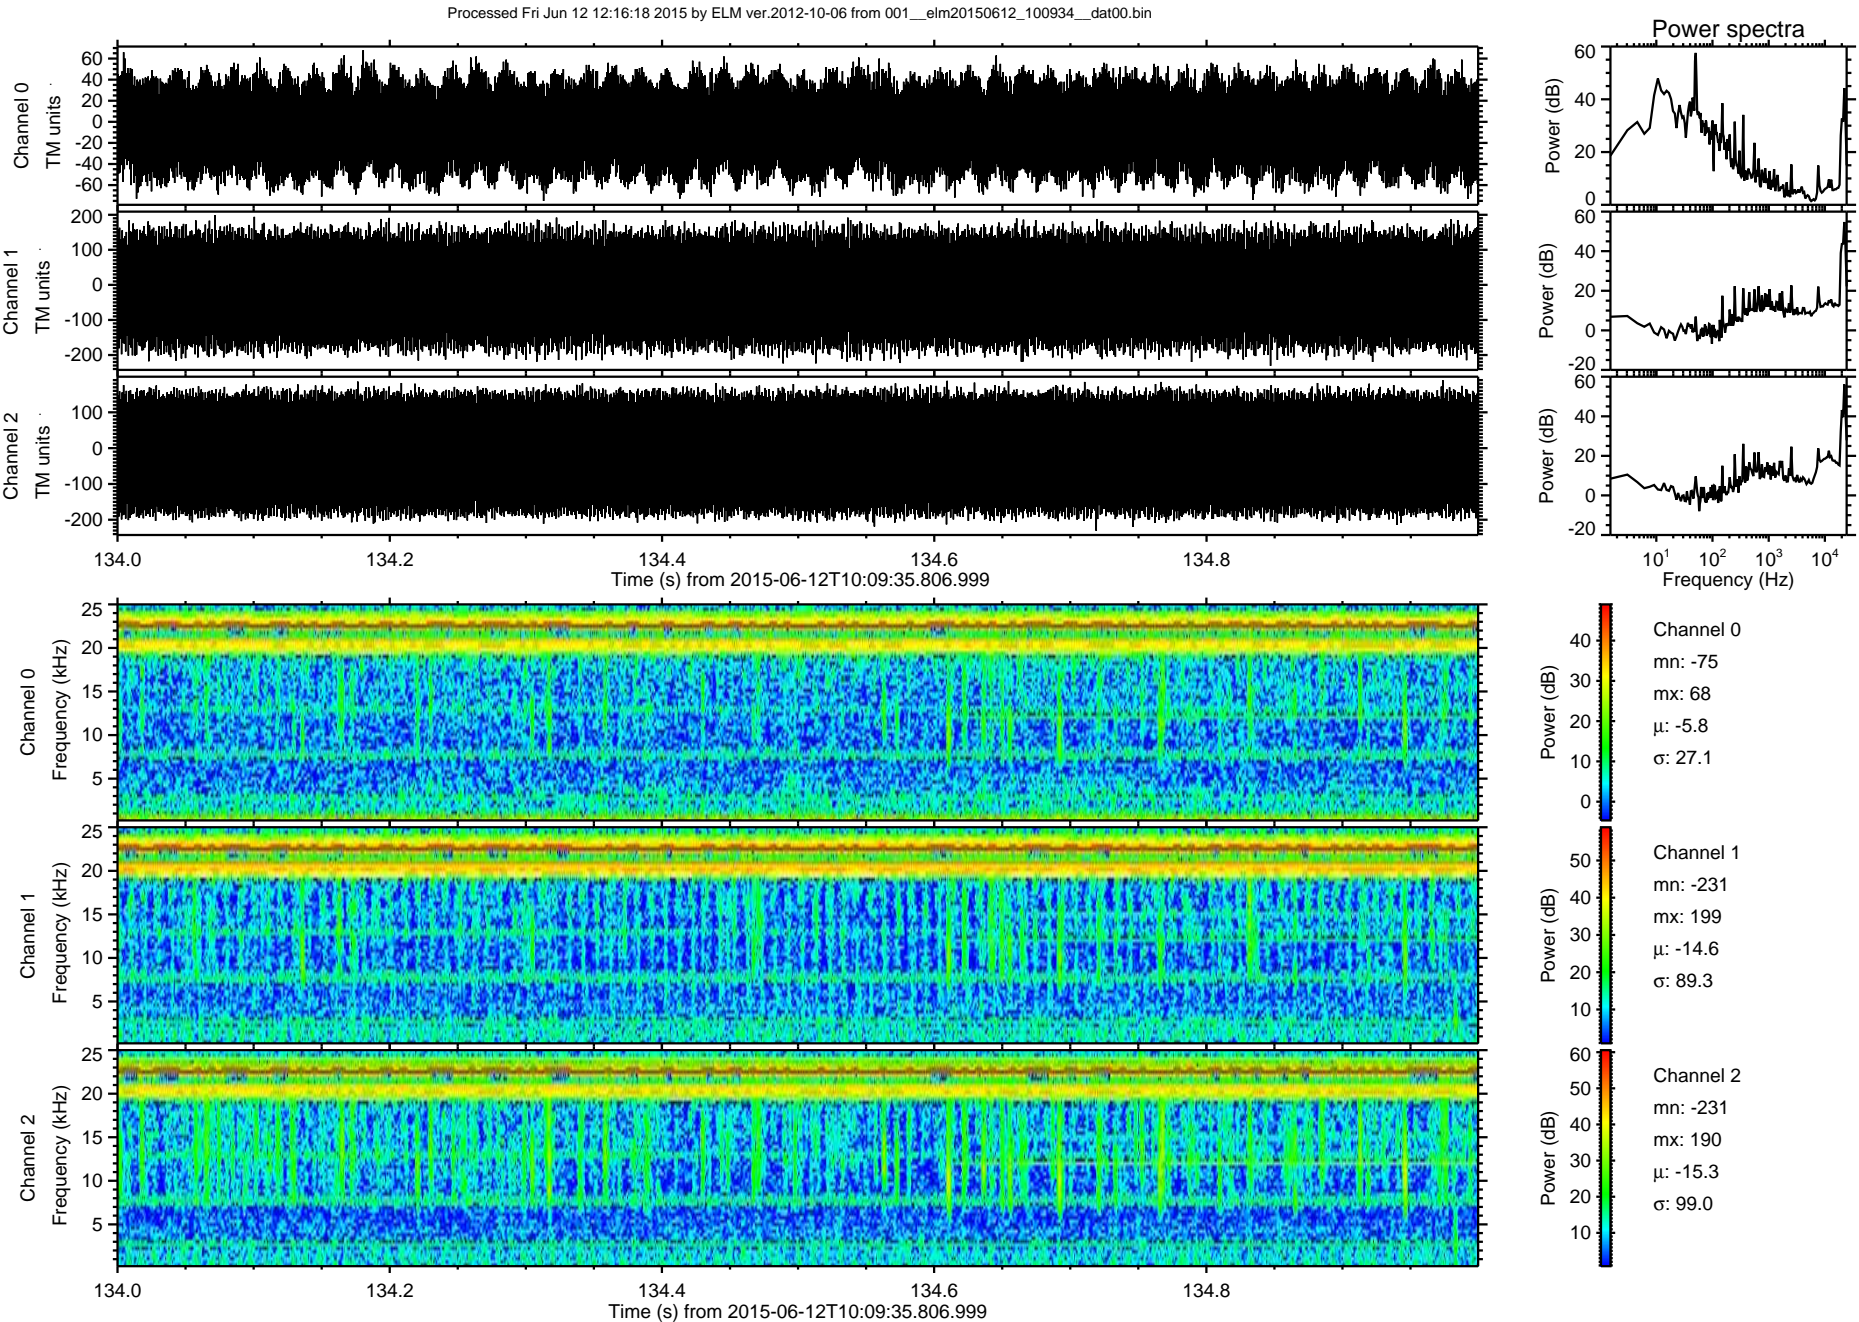 Processed Fri Jun 12 12:16:18 2015 by ELM ver.2012-10-06 from 001__elm20150612_100934__dat00.bin
Power spectra
Channel 0
TM units
60
40
20
0
-20
-40
-60
Power (dB)
60
40
20
0
Channel 1
TM units
200
100
0
-100
-200
Power (dB)
60
40
20
0
-20
Channel 2
TM units
100
0
-100
-200
Power (dB)
60
40
20
0
-20
134.0 134.2 134.4 134.6 134.8
Time (s) from 2015-06-12T10:09:35.806.999
10¹ 10² 10³ 10⁴
Frequency (Hz)
Channel 0
Frequency (kHz)
25
20
15
10
5
Power (dB)
40
30
20
10
0
Channel 0
mn: -75
mx: 68
μ: -5.8
σ: 27.1
Channel 1
Frequency (kHz)
25
20
15
10
5
Power (dB)
50
40
30
20
10
Channel 1
mn: -231
mx: 199
μ: -14.6
σ: 89.3
Channel 2
Frequency (kHz)
25
20
15
10
5
Power (dB)
60
50
40
30
20
10
Channel 2
mn: -231
mx: 190
μ: -15.3
σ: 99.0
134.0 134.2 134.4 134.6 134.8
Time (s) from 2015-06-12T10:09:35.806.999